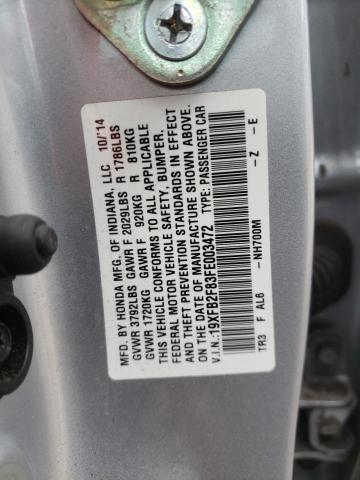 MFD. BY HONDA MFG. OF INDIANA, LLC 10/'14
GVWR 3792LBS GAWR F 2029LBS R 1786LBS
GVWR 1720KG GAWR F 920KG R 810KG
THIS VEHICLE CONFORMS TO ALL APPLICABLE
FEDERAL MOTOR VEHICLE SAFETY, BUMPER,
AND THEFT PREVENTION STANDARDS IN EFFECT
ON THE DATE OF MANUFACTURE SHOWN ABOVE.
V.I.N.:19XFB2F83FE003472 TYPE: PASSENGER CAR
TR3 F AL6 -NH700M -Z -E